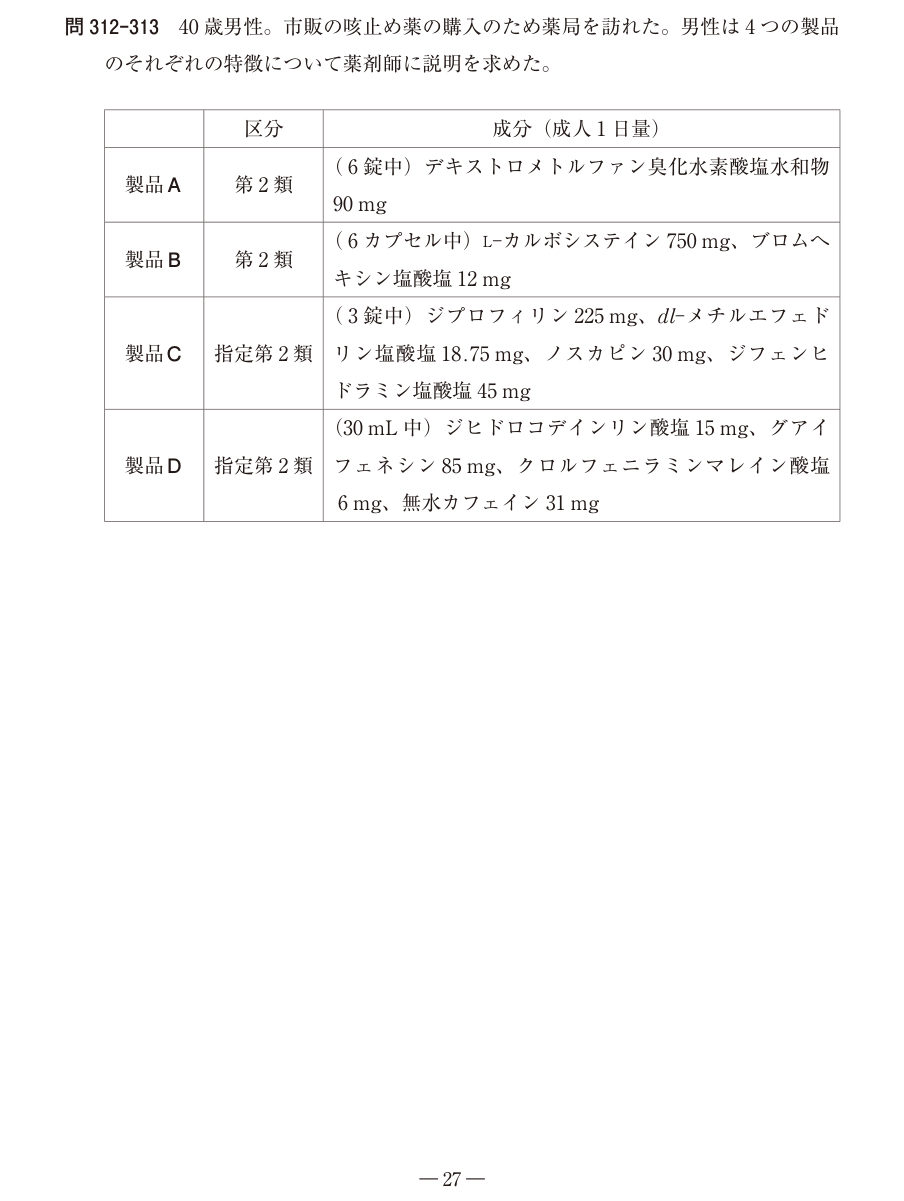 問 312-313 40 歳男性。市販の咳止め薬の購入のため薬局を訪れた。男性は 4 つの製品
のそれぞれの特徴について薬剤師に説明を求めた。
区分 成分（成人 1 日量）
製品 A 第 2 類 （ 6 錠中）デキストロメトルファン臭化水素酸塩水和物
90 mg
製品 B 第 2 類 （ 6 カプセル中）L-カルボシステイン 750 mg、ブロムヘ
キシン塩酸塩 12 mg
製品 C 指定第 2 類 （ 3 錠中）ジプロフィリン 225 mg、dl-メチルエフェド
リン塩酸塩 18.75 mg、ノスカピン 30 mg、ジフェンヒ
ドラミン塩酸塩 45 mg
製品 D 指定第 2 類 （30 mL 中）ジヒドロコデインリン酸塩 15 mg、グアイ
フェネシン 85 mg、クロルフェニラミンマレイン酸塩
6 mg、無水カフェイン 31 mg
― 27 ―